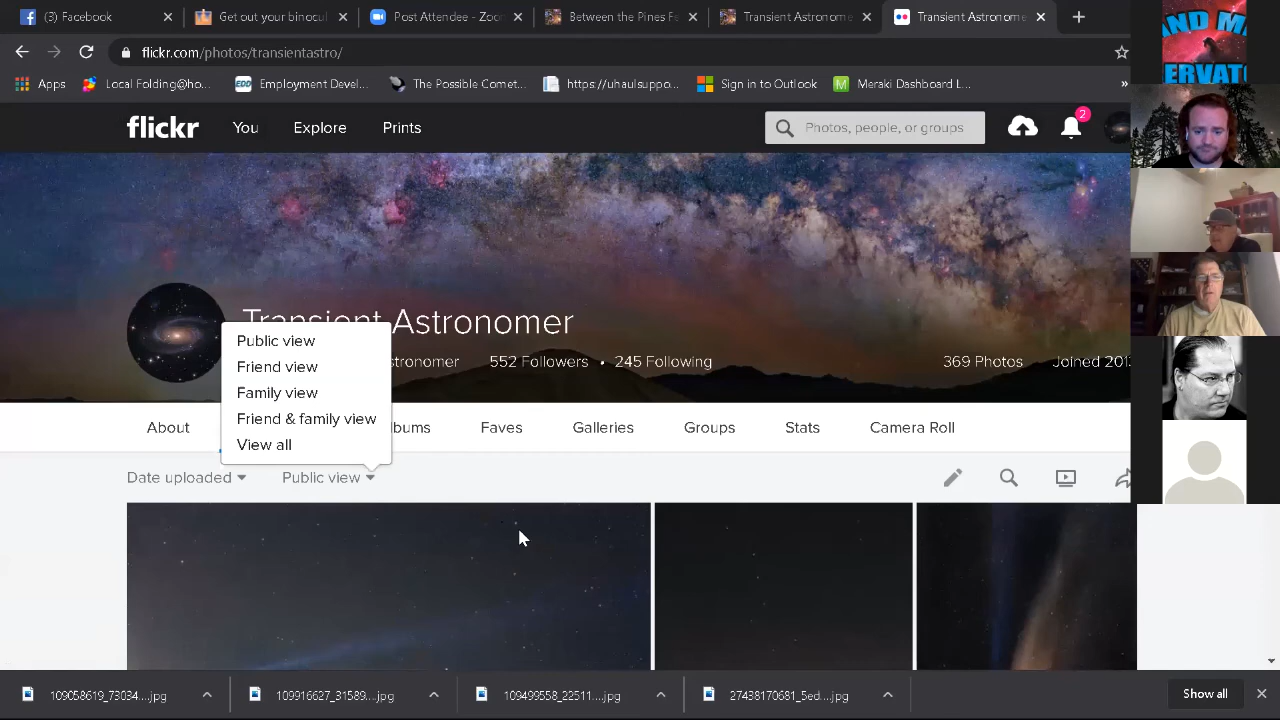 (3) Facebook
Get out your binocul
Post Attendee - Zoo
Between the Pines Fe
Transient Astronome
Transient Astronome
flickr.com/photos/transientastro/
Apps
Local Folding@ho...
Employment Devel...
The Possible Comet...
https://uhaulsuppo...
Sign in to Outlook
Meraki Dashboard L...
»
flickr
You
Explore
Prints
Photos, people, or groups
2
AND M
ERVAT
Transient Astronomer
Public view
Friend view
Family view
Friend & family view
View all
stronomer
552 Followers • 245 Following
369 Photos
Joined 201
About
lbums
Faves
Galleries
Groups
Stats
Camera Roll
Date uploaded
Public view
109058619_73034....jpg
109916627_31589....jpg
109499558_22511....jpg
27438170681_5ed....jpg
Show all